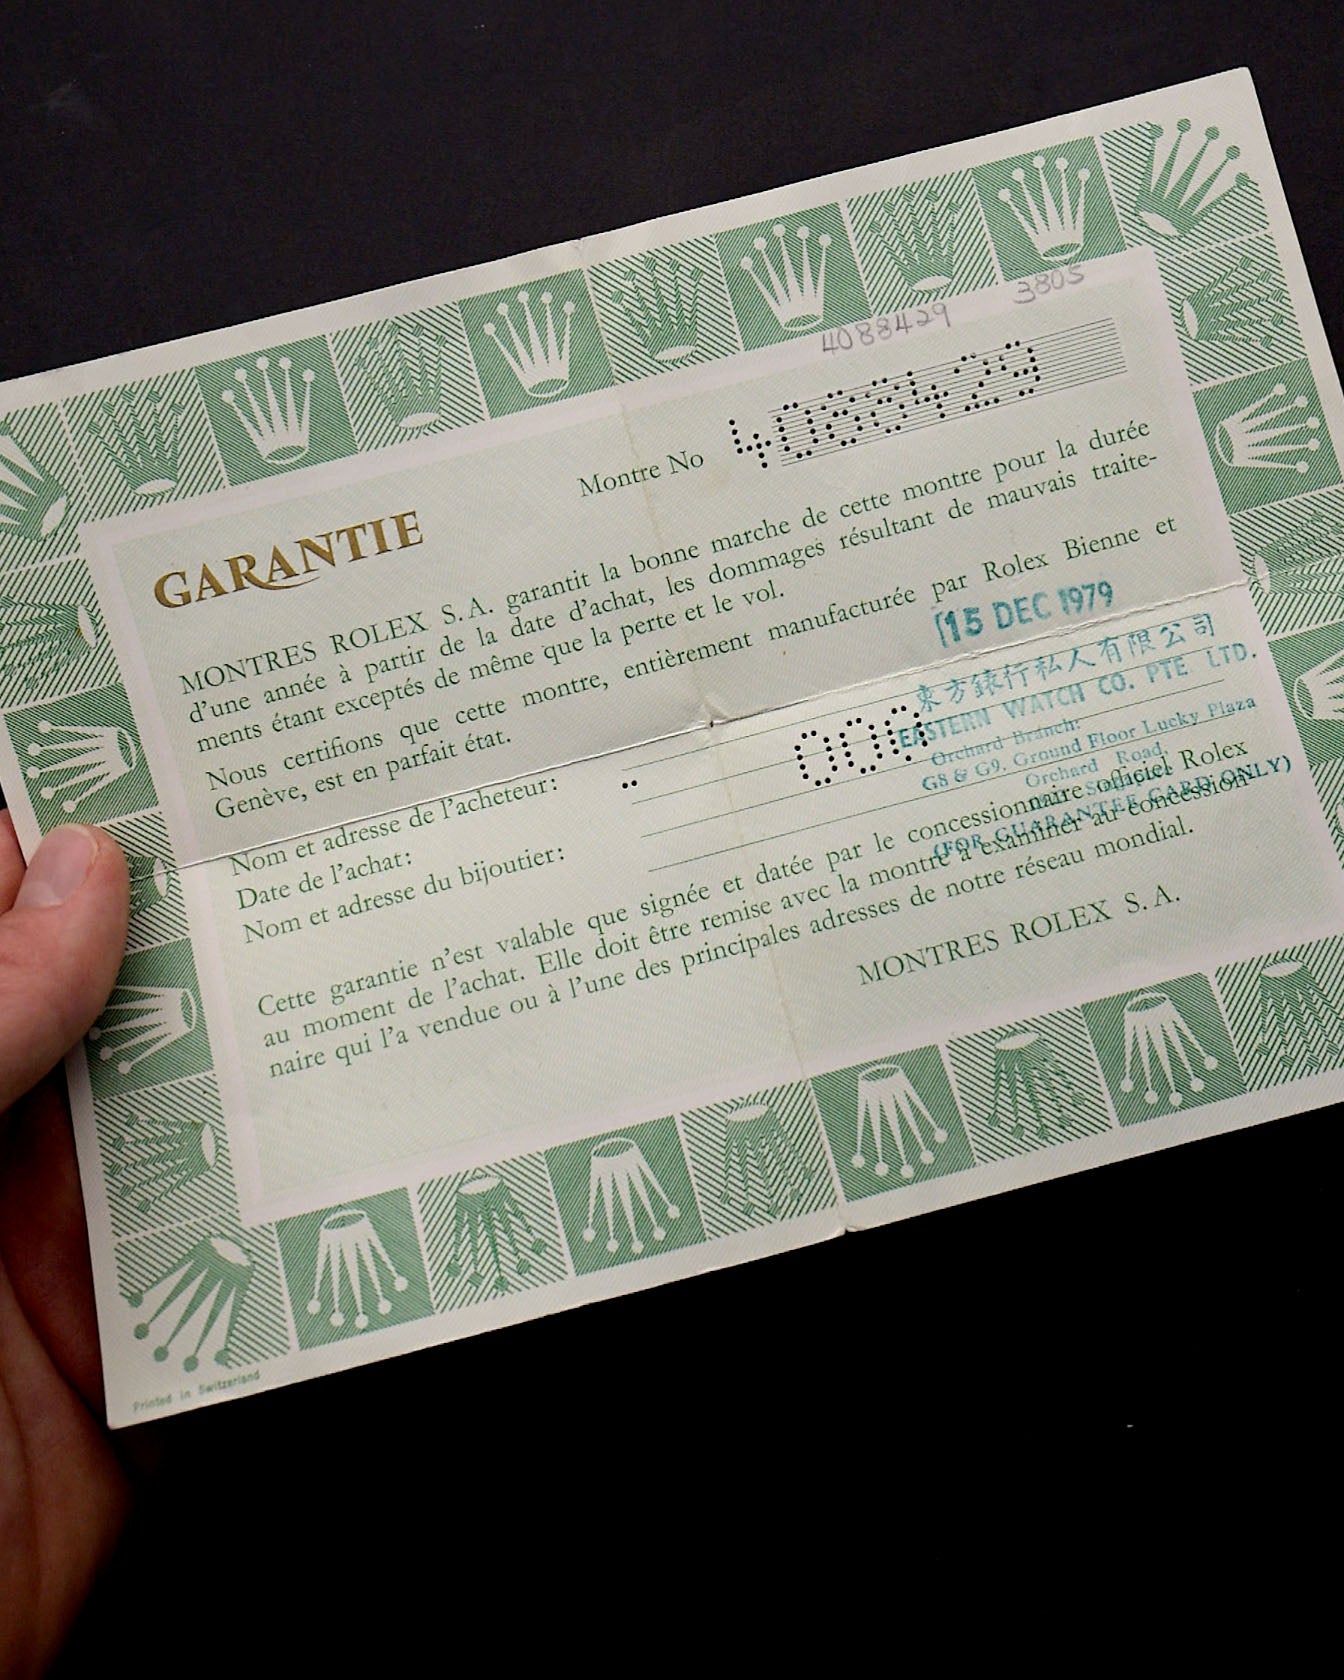 3805
4088429
Montre No 4088429
GARANTIE
MONTRES ROLEX S.A. garantit la bonne marche de cette montre pour la durée
d'une année à partir de la date d'achat, les dommages résultant de mauvais traite-
ments étant exceptés de même que la perte et le vol.
Nous certifions que cette montre, entièrement manufacturée par Rolex Bienne et
Genève, est en parfait état.
15 DEC 1979
東方錶行私人有限公司
EASTERN WATCH CO. PTE. LTD.
Orchard Branch:
G8 & G9, Ground Floor Lucky Plaza
Orchard Road,
Singapore
(FOR GUARANTEE CARD ONLY)
000
Nom et adresse de l'acheteur:
Date de l'achat:
Nom et adresse du bijoutier:
Cette garantie n'est valable que signée et datée par le concessionnaire officiel Rolex
au moment de l'achat. Elle doit être remise avec la montre à examiner au concession-
naire qui l'a vendue ou à l'une des principales adresses de notre réseau mondial.
MONTRES ROLEX S.A.
Printed in Switzerland